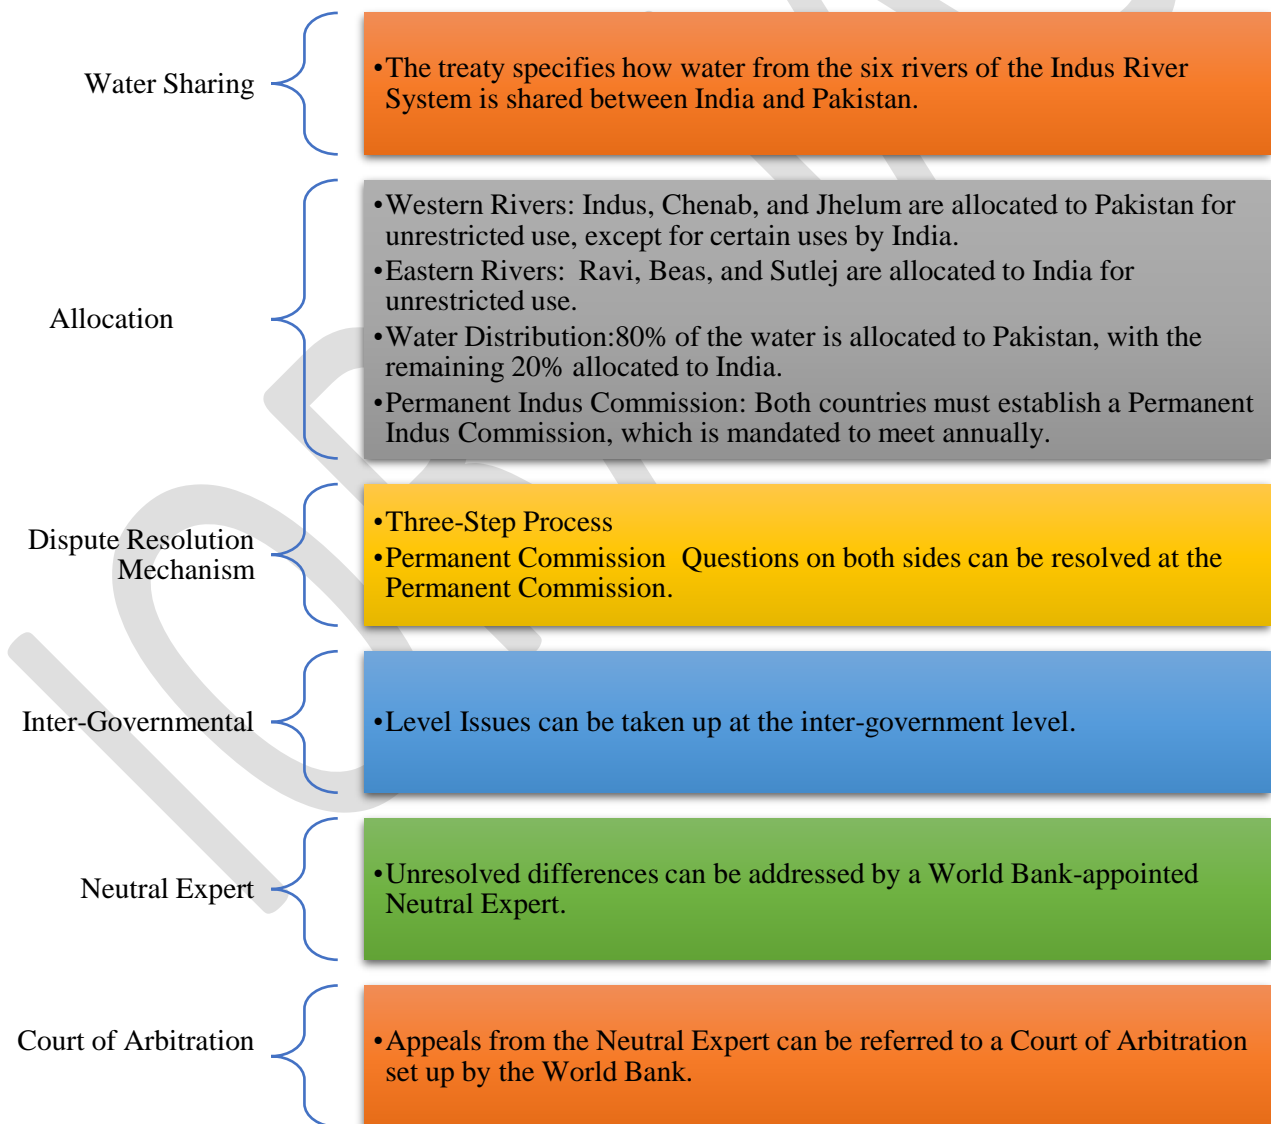 Water Sharing
•The treaty specifies how water from the six rivers of the Indus River
System is shared between India and Pakistan.
Allocation
•Western Rivers: Indus, Chenab, and Jhelum are allocated to Pakistan for
unrestricted use, except for certain uses by India.
•Eastern Rivers:  Ravi, Beas, and Sutlej are allocated to India for
unrestricted use.
•Water Distribution:80% of the water is allocated to Pakistan, with the
remaining 20% allocated to India.
•Permanent Indus Commission: Both countries must establish a Permanent
Indus Commission, which is mandated to meet annually.
Dispute Resolution
Mechanism
•Three-Step Process
•Permanent Commission  Questions on both sides can be resolved at the
Permanent Commission.
Inter-Governmental
•Level Issues can be taken up at the inter-government level.
Neutral Expert
•Unresolved differences can be addressed by a World Bank-appointed
Neutral Expert.
Court of Arbitration
•Appeals from the Neutral Expert can be referred to a Court of Arbitration
set up by the World Bank.